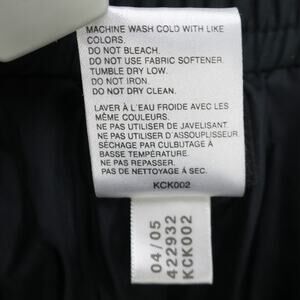 MACHINE WASH COLD WITH LIKE
COLORS.
DO NOT BLEACH.
DO NOT USE FABRIC SOFTENER.
TUMBLE DRY LOW.
DO NOT IRON.
DO NOT DRY CLEAN.
LAVER À L'EAU FROIDE AVEC LES
MÊME COULEURS.
NE PAS UTILISER DE JAVELISANT.
NE PAS UTILISER D'ASSOUPLISSEUR.
SÉCHAGE PAR CULBUTAGE À
BASSE TEMPÉRATURE.
NE PAS REPASSER.
PAS DE NETTOYAGE À SEC.
KCK002
04/05
422932
KCK002